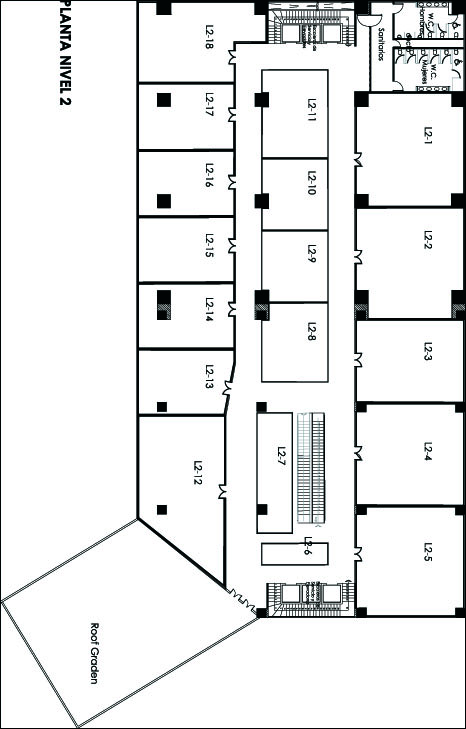 PLANTA NIVEL 2
L2-18
L2-17
L2-16
L2-15
L2-14
L2-13
L2-12
L2-11
L2-10
L2-9
L2-8
L2-7
L2-6
L2-1
L2-2
L2-3
L2-4
L2-5
Sanitarios
W.C.
Hombres
W.C.
Mujeres
Roof Graden